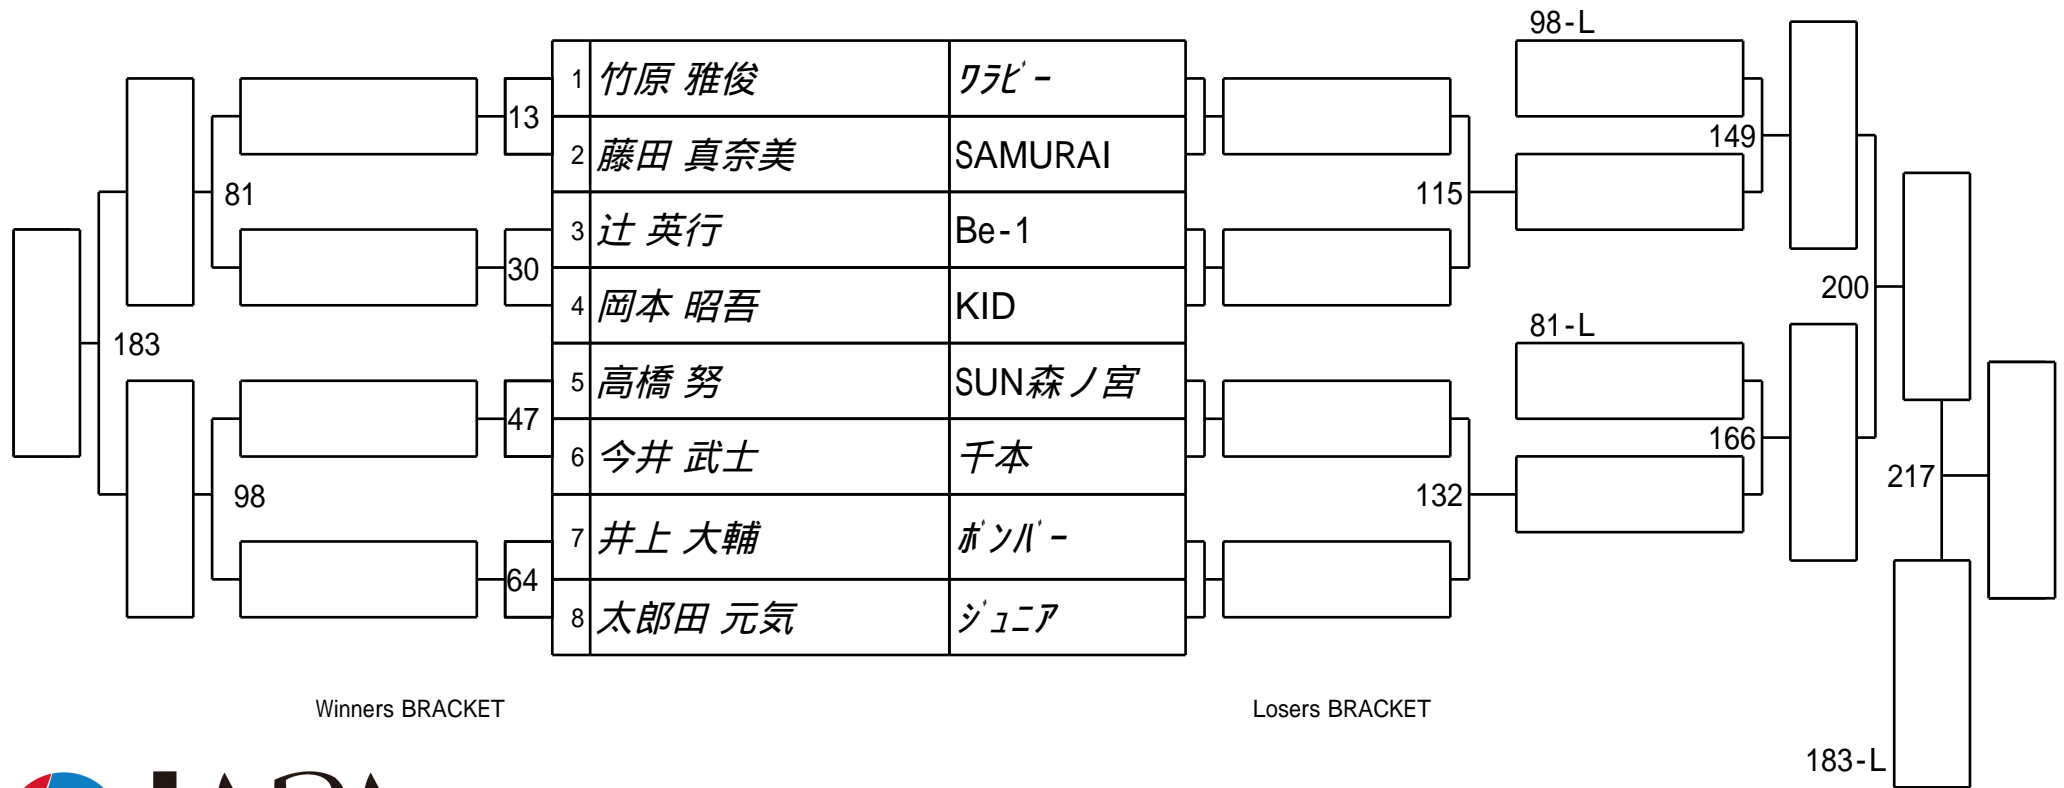 98-L
1 竹原 雅俊 ﾜﾗﾋﾞｰ
13
149
2 藤田 真奈美 SAMURAI
81
115
3 辻 英行 Be-1
30
200
4 岡本 昭吾 KID
81-L
183
5 高橋 努 SUN森ノ宮
47
166
6 今井 武士 千本
217
98
132
7 井上 大輔 ﾎﾞﾝﾊﾞｰ
64
8 太郎田 元気 ｼﾞｭﾆｱ
Winners BRACKET
Losers BRACKET
183-L